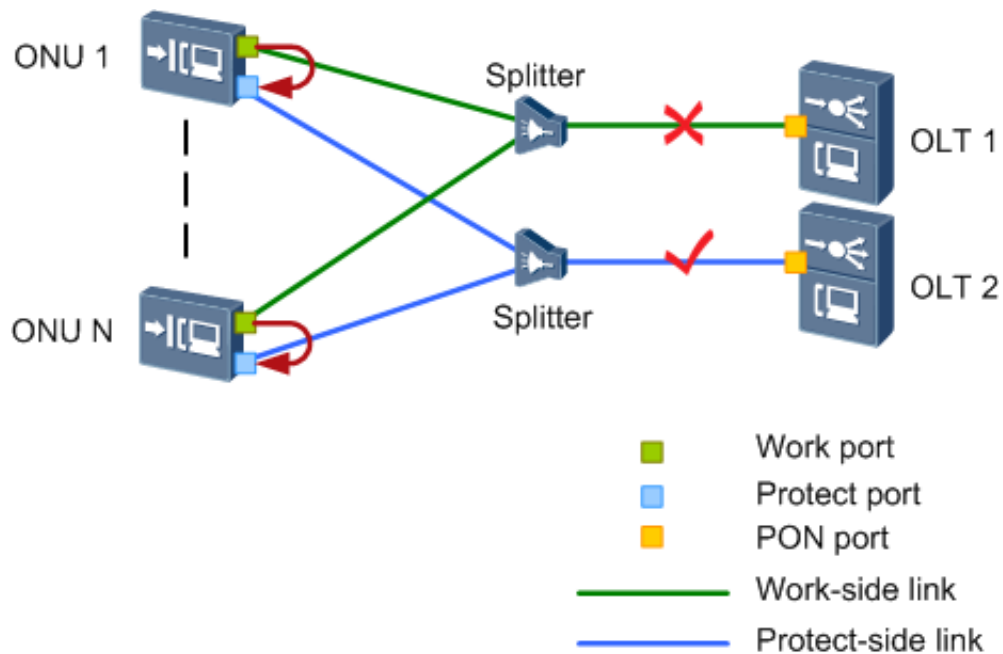 ONU 1
Splitter
OLT 1
OLT 2
ONU N
Splitter
Work port
Protect port
PON port
Work-side link
Protect-side link